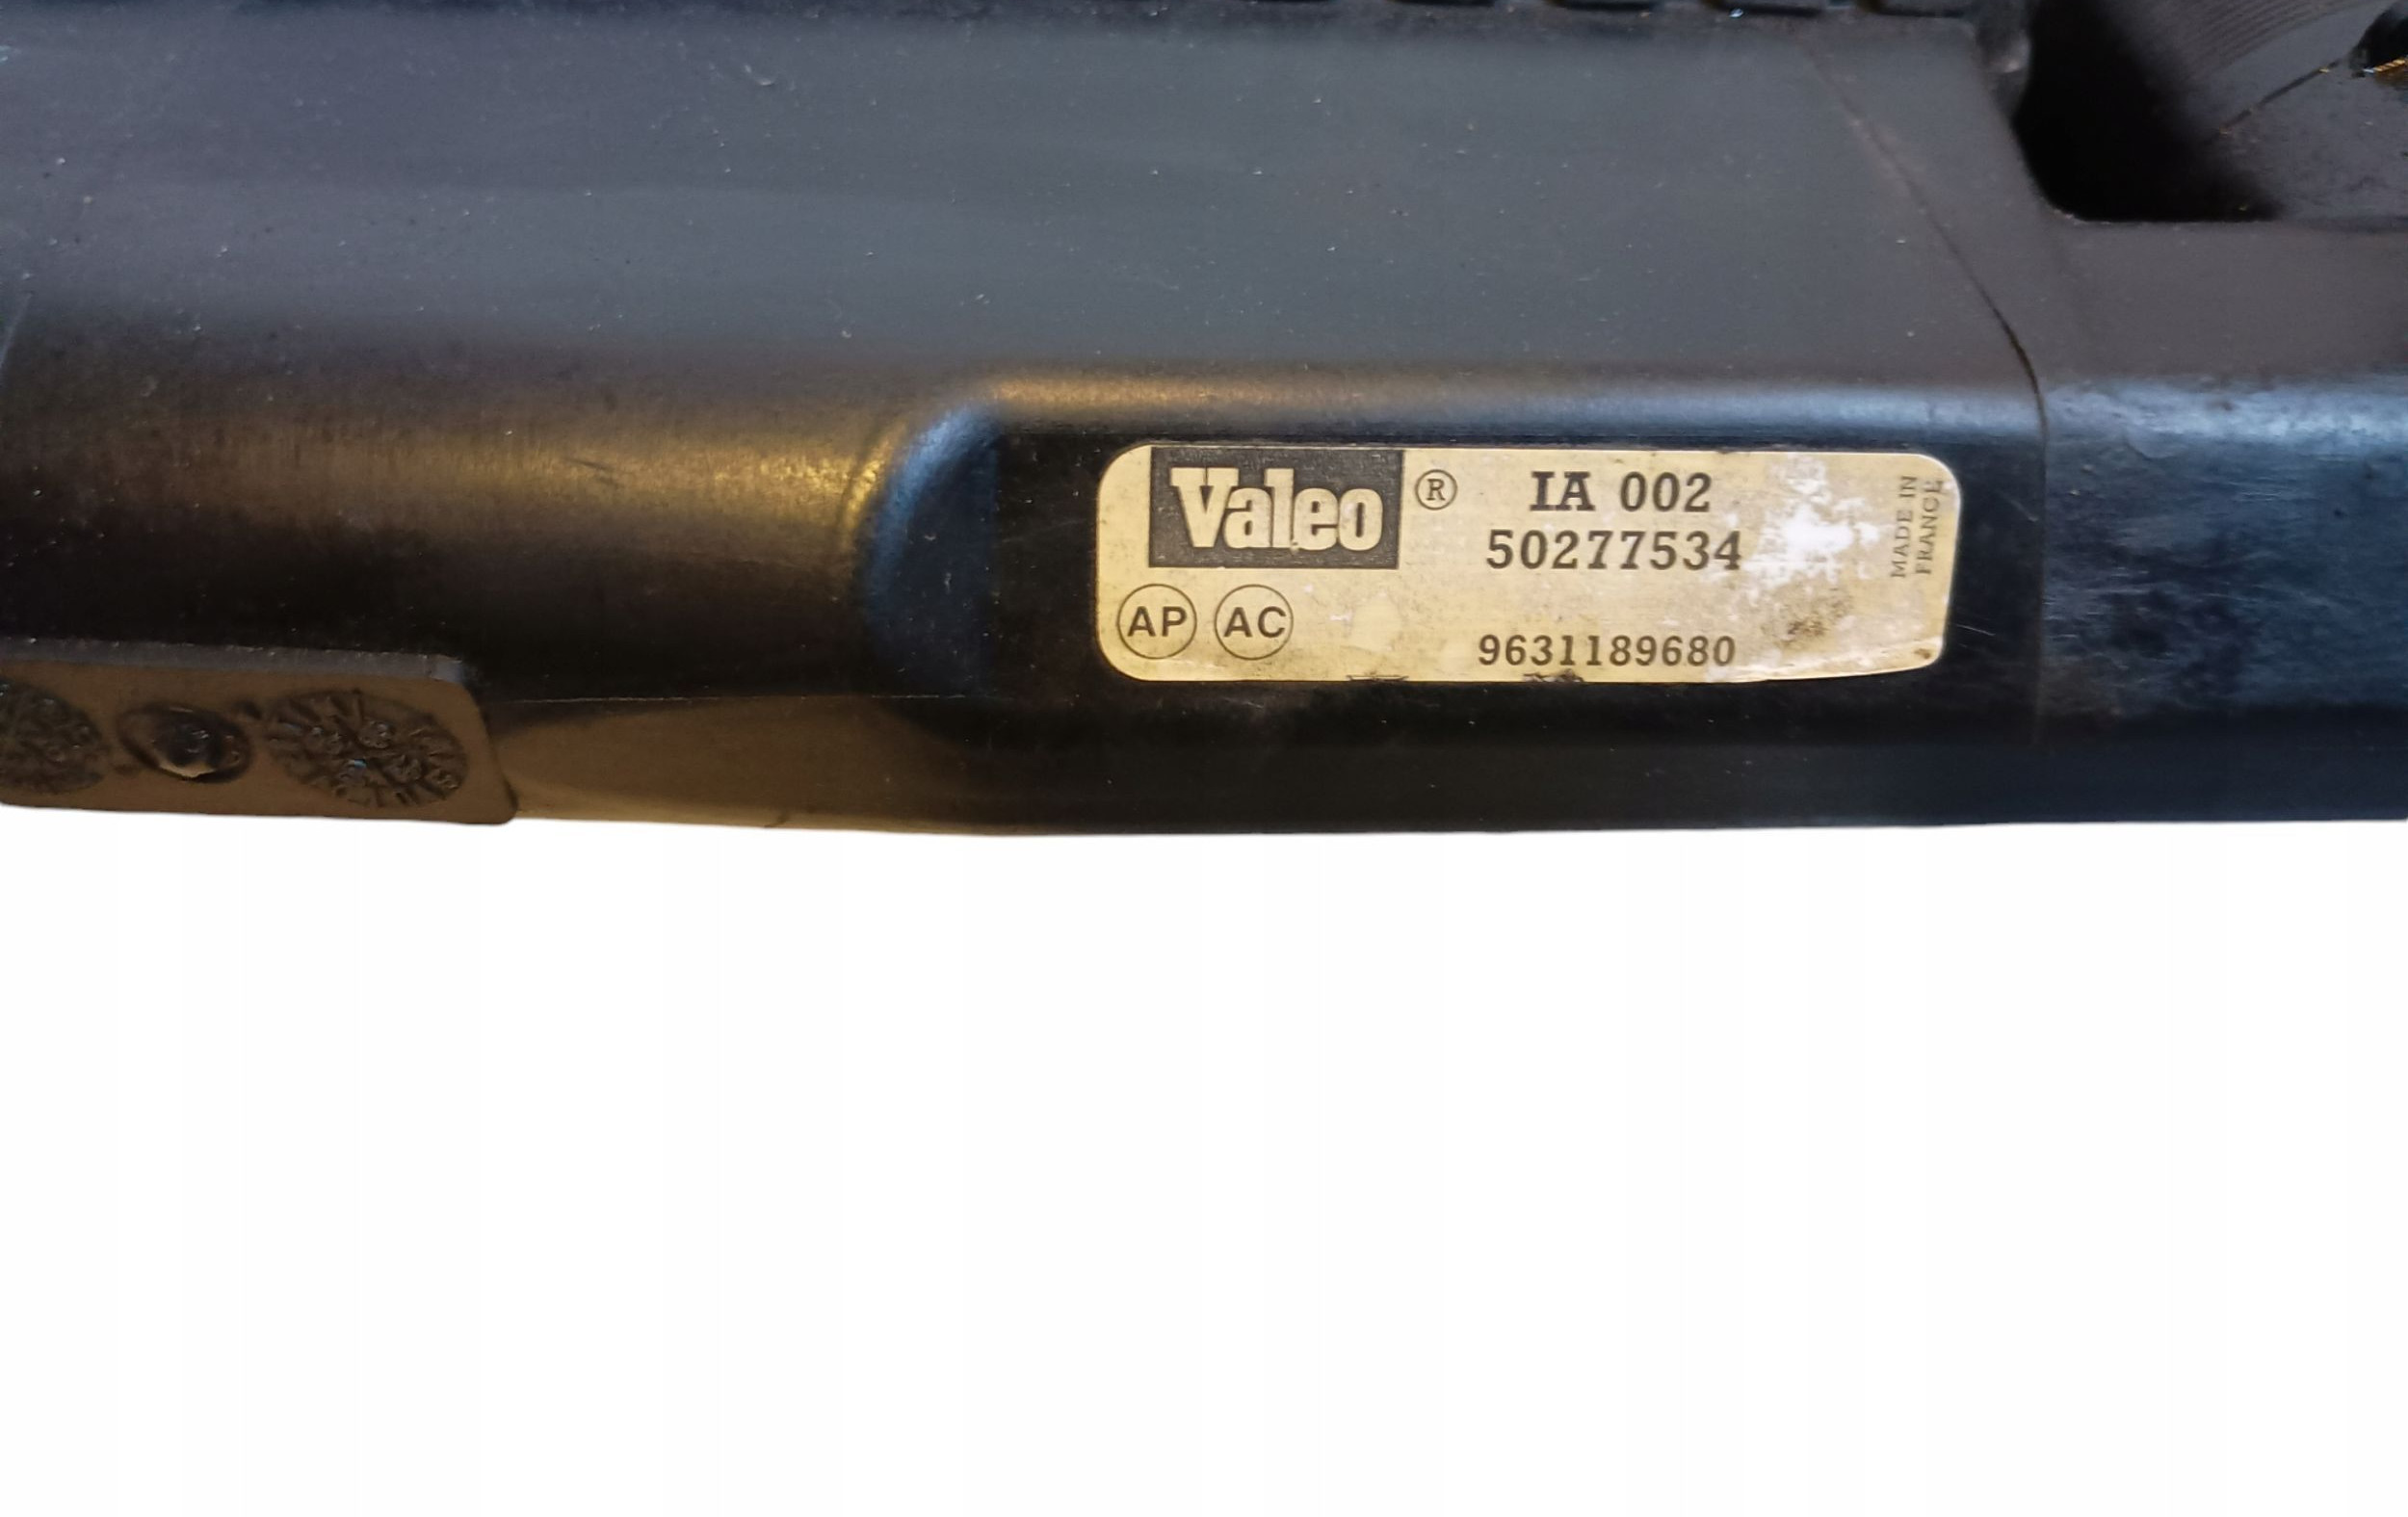 Valeo ® IA 002
50277534
MADE IN
FRANCE
AP AC
9631189680